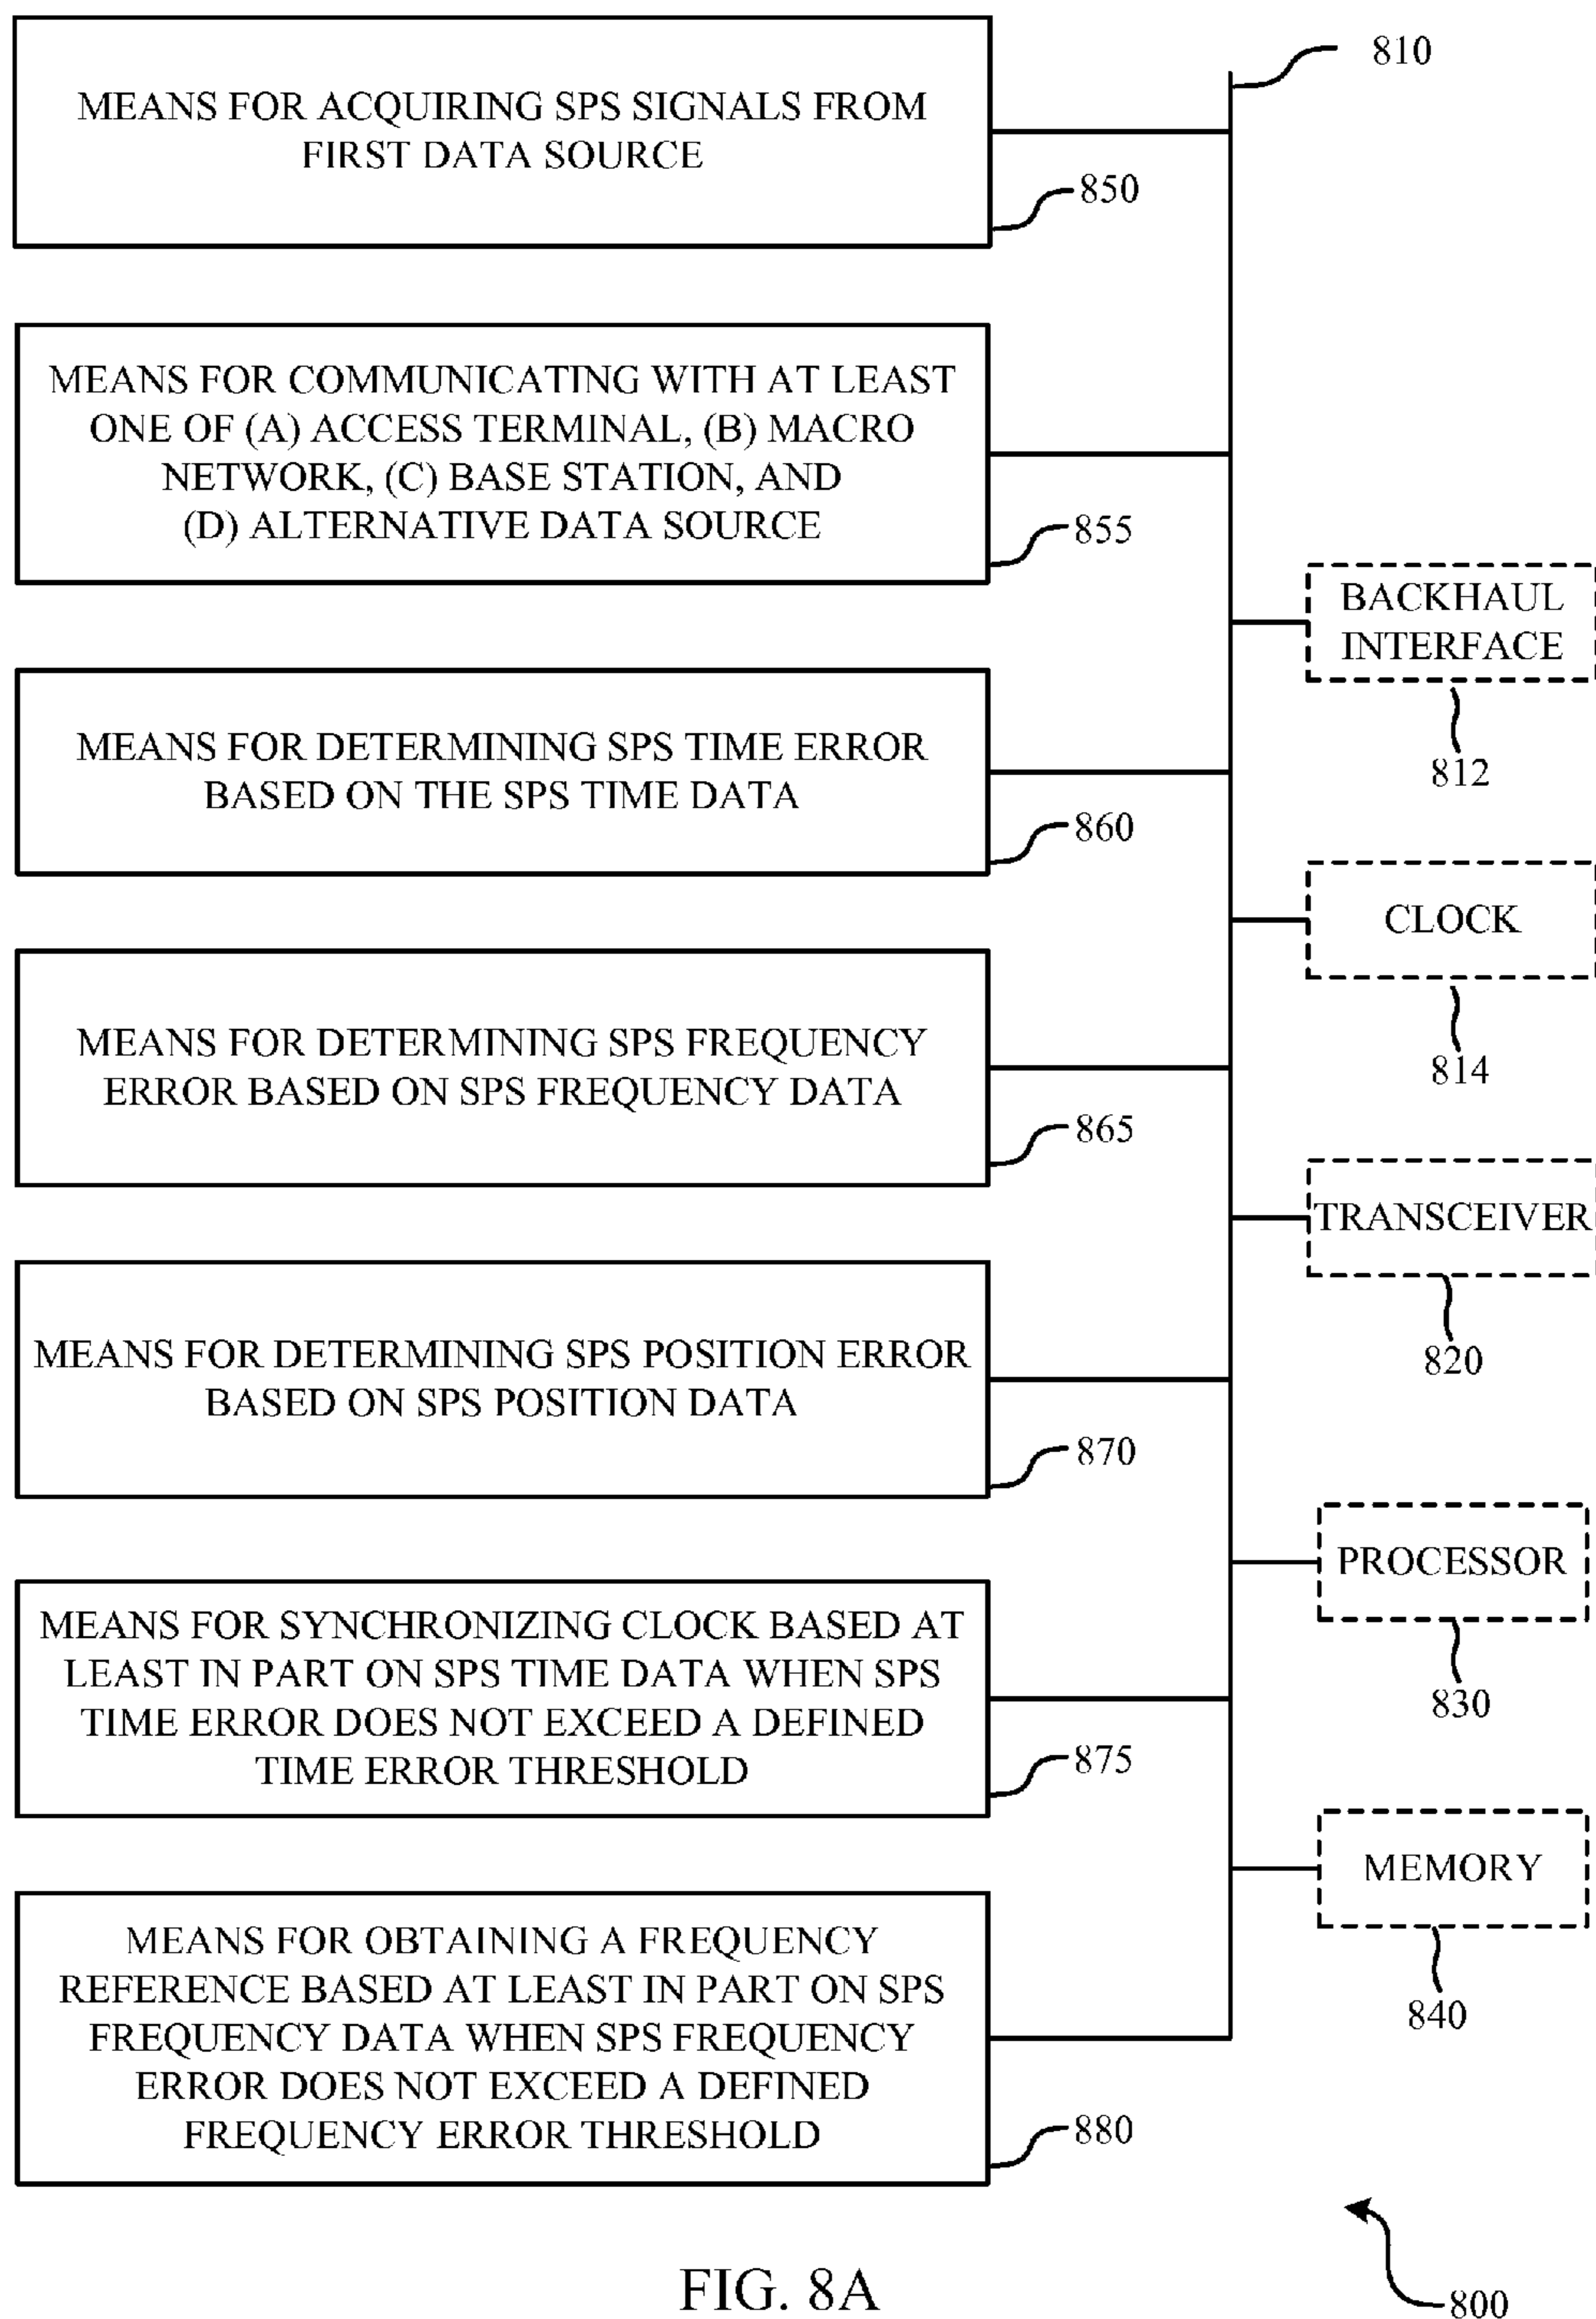 810
MEANS FOR ACQUIRING SPS SIGNALS FROM
FIRST DATA SOURCE
850
MEANS FOR COMMUNICATING WITH AT LEAST
ONE OF (A) ACCESS TERMINAL, (B) MACRO
NETWORK, (C) BASE STATION, AND
(D) ALTERNATIVE DATA SOURCE
855
BACKHAUL
INTERFACE
812
MEANS FOR DETERMINING SPS TIME ERROR
BASED ON THE SPS TIME DATA
860
CLOCK
814
MEANS FOR DETERMINING SPS FREQUENCY
ERROR BASED ON SPS FREQUENCY DATA
865
TRANSCEIVER
820
MEANS FOR DETERMINING SPS POSITION ERROR
BASED ON SPS POSITION DATA
870
PROCESSOR
830
MEANS FOR SYNCHRONIZING CLOCK BASED AT
LEAST IN PART ON SPS TIME DATA WHEN SPS
TIME ERROR DOES NOT EXCEED A DEFINED
TIME ERROR THRESHOLD
875
MEMORY
840
MEANS FOR OBTAINING A FREQUENCY
REFERENCE BASED AT LEAST IN PART ON SPS
FREQUENCY DATA WHEN SPS FREQUENCY
ERROR DOES NOT EXCEED A DEFINED
FREQUENCY ERROR THRESHOLD
880
FIG. 8A
800